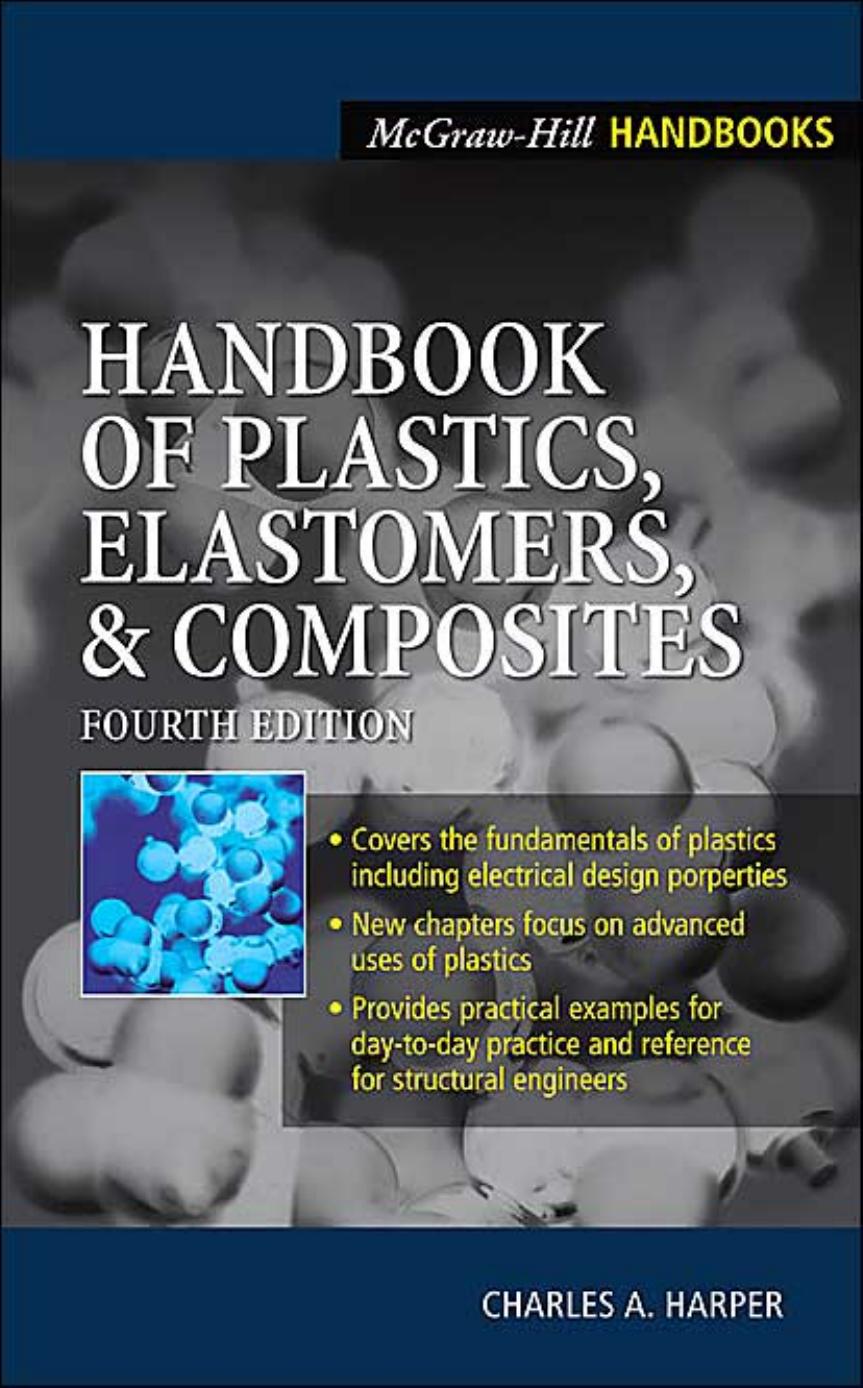 McGraw-Hill HANDBOOKS
HANDBOOK
OF PLASTICS,
ELASTOMERS,
& COMPOSITES
FOURTH EDITION
• Covers the fundamentals of plastics
including electrical design porperties
• New chapters focus on advanced
uses of plastics
• Provides practical examples for
day-to-day practice and reference
for structural engineers
CHARLES A. HARPER